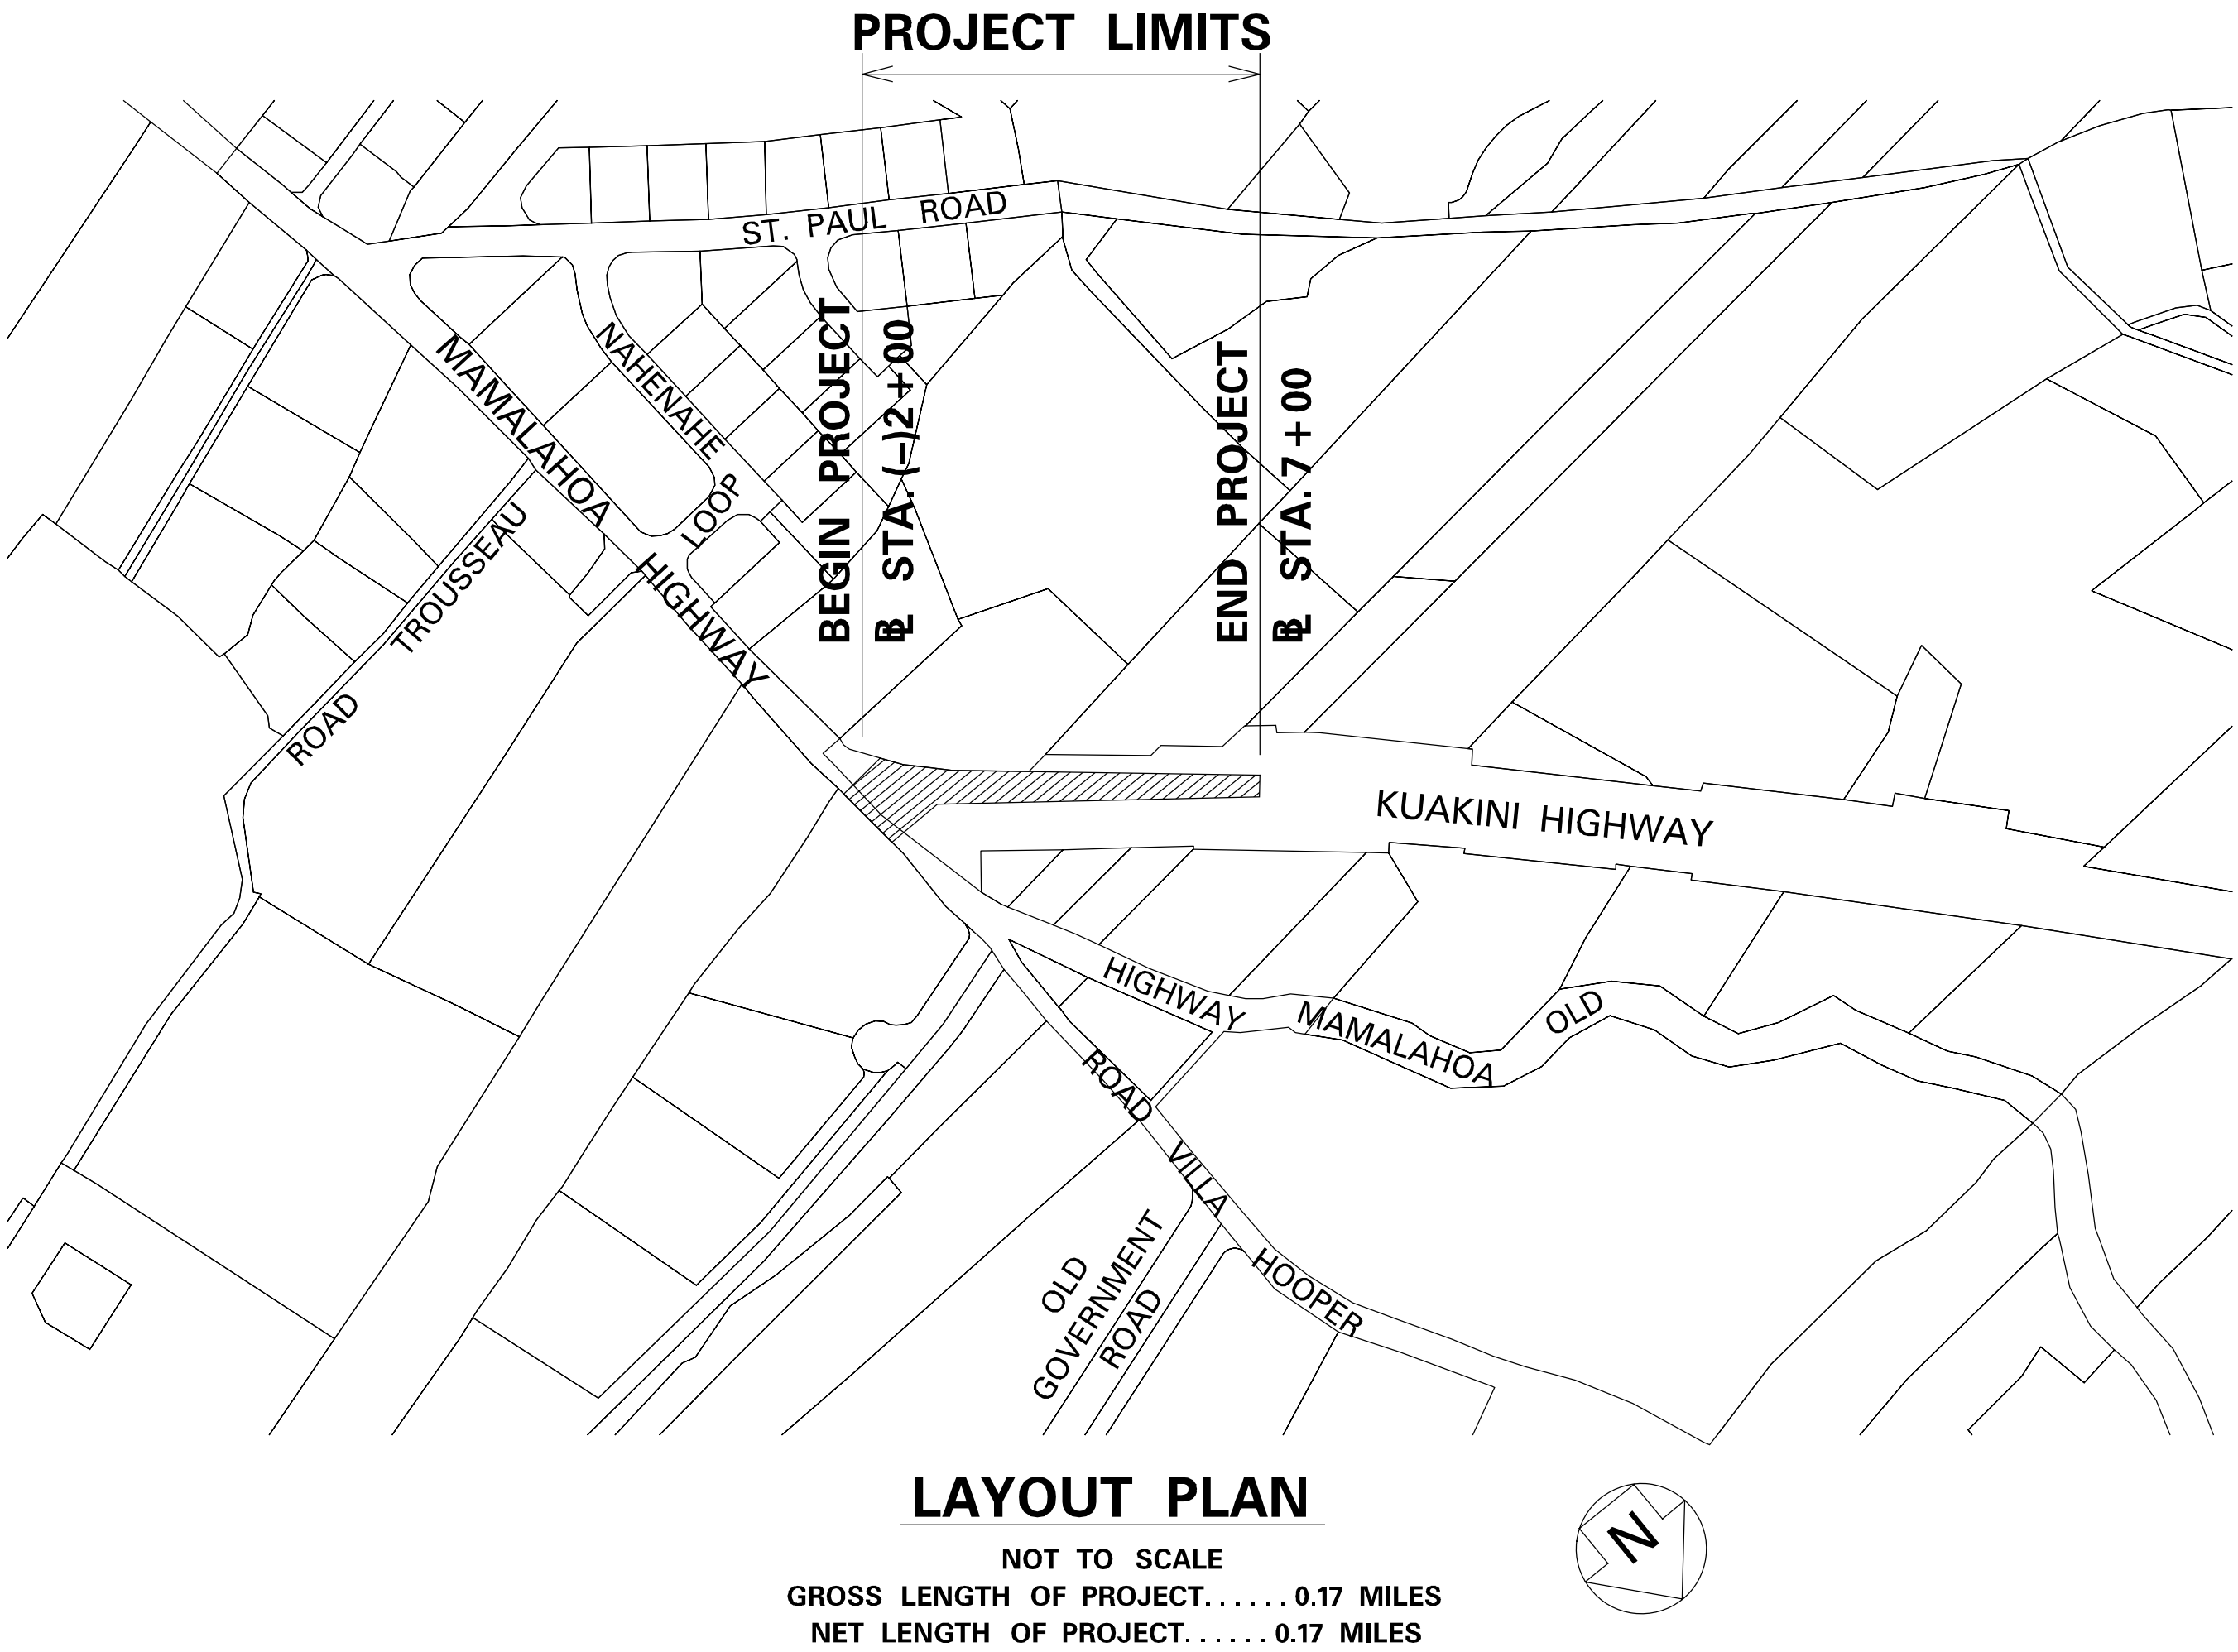 PROJECT LIMITS
ST. PAUL ROAD
BEGIN PROJECT
BL STA. (-)2+00
END PROJECT
BL STA. 7+00
NAHENAHE
LOOP
MAMALAHOA
HIGHWAY
TROUSSEAU
ROAD
KUAKINI HIGHWAY
HIGHWAY
MAMALAHOA
OLD
ROAD
VILLA
HOOPER
OLD
GOVERNMENT
ROAD
LAYOUT PLAN
NOT TO SCALE
GROSS LENGTH OF PROJECT......0.17 MILES
NET LENGTH OF PROJECT......0.17 MILES
N